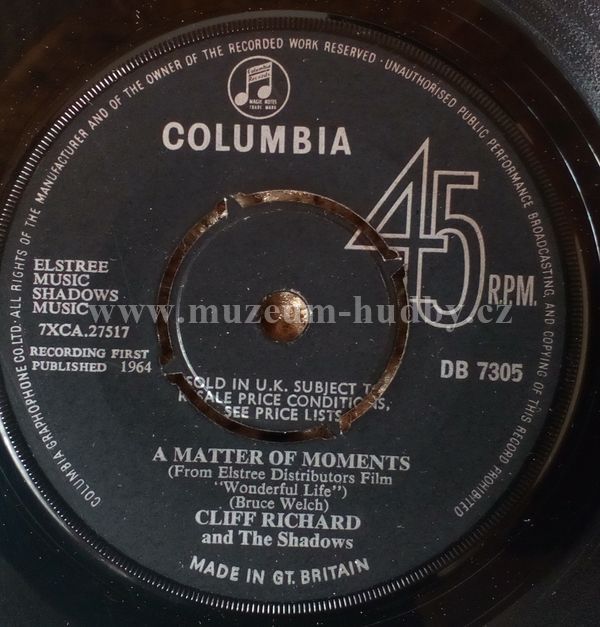 COLUMBIA GRAPHOPHONE CO. LTD. · ALL RIGHTS OF THE MANUFACTURER AND OF THE OWNER OF THE RECORDED WORK RESERVED · UNAUTHORISED PUBLIC PERFORMANCE BROADCASTING AND COPYING OF THIS RECORD PROHIBITED
MAGIC NOTES
TRADE MARK
COLUMBIA
45
R.P.M.
ELSTREE
MUSIC
SHADOWS
MUSIC
7XCA.27517
www.muzeum-hudby.cz
RECORDING FIRST
PUBLISHED 1964
DB 7305
SOLD IN U.K. SUBJECT TO
RESALE PRICE CONDITIONS,
SEE PRICE LISTS
A MATTER OF MOMENTS
(From Elstree Distributors Film
"Wonderful Life")
(Bruce Welch)
CLIFF RICHARD
and The Shadows
MADE IN GT. BRITAIN